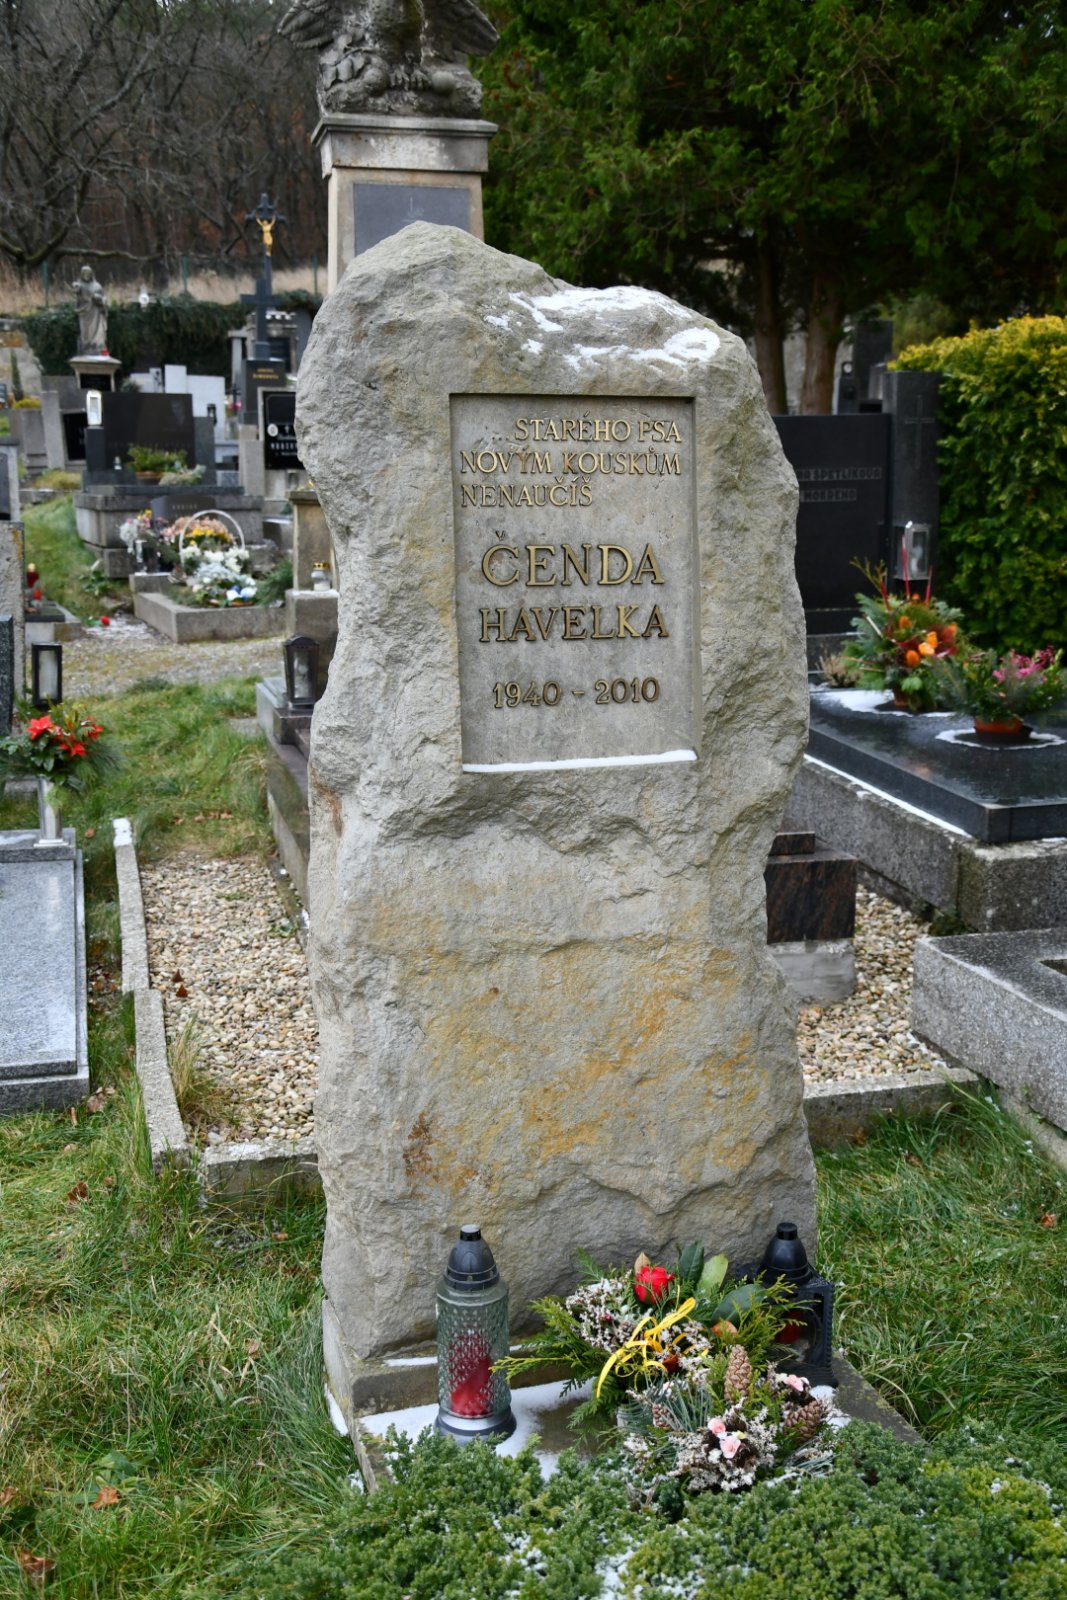 ...STARÉHO PSA
NOVÝM KOUSKŮM
NENAUČÍŠ
ČENDA
HAVELKA
1940 - 2010